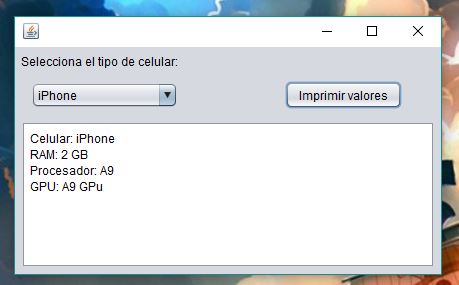 Selecciona el tipo de celular:
iPhone
Imprimir valores
Celular: iPhone
RAM: 2 GB
Procesador: A9
GPU: A9 GPu